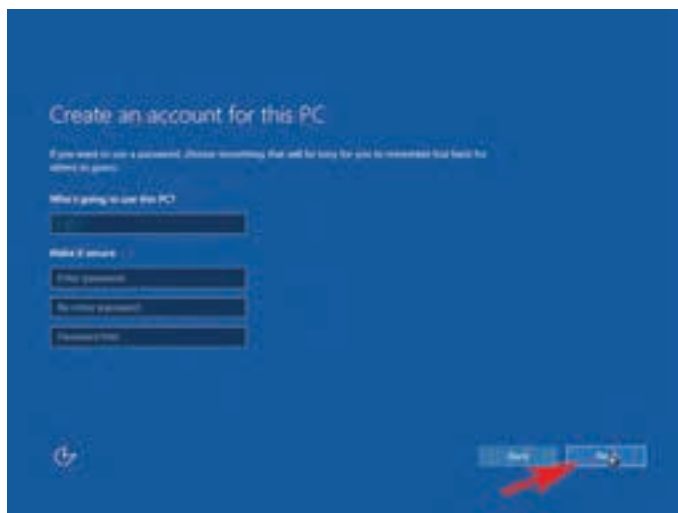 Create an account for this PC
If you want to use a password, choose something that will be easy for you to remember but hard for
others to guess.
Who's going to use this PC?
Make it secure.
Enter password
Re-enter password
Password hint
Back